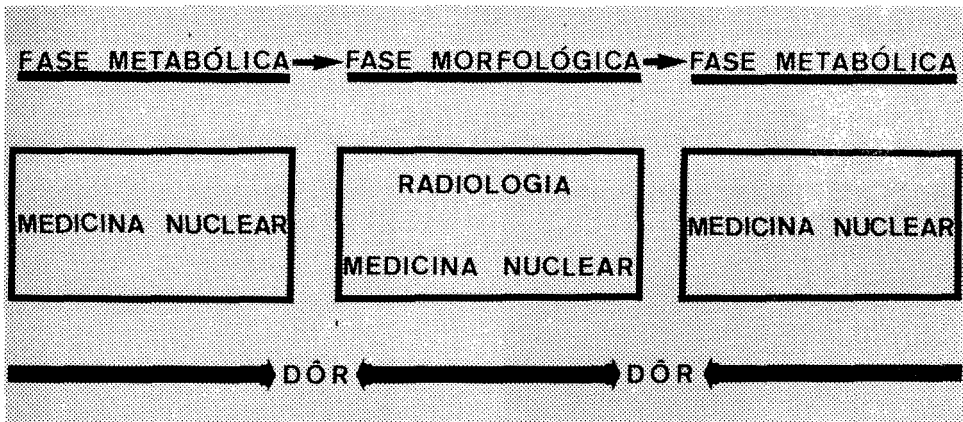 FASE METABÓLICA → FASE MORFOLÓGICA → FASE METABÓLICA
MEDICINA NUCLEAR
RADIOLOGIA
MEDICINA NUCLEAR
MEDICINA NUCLEAR
DÔR DÔR